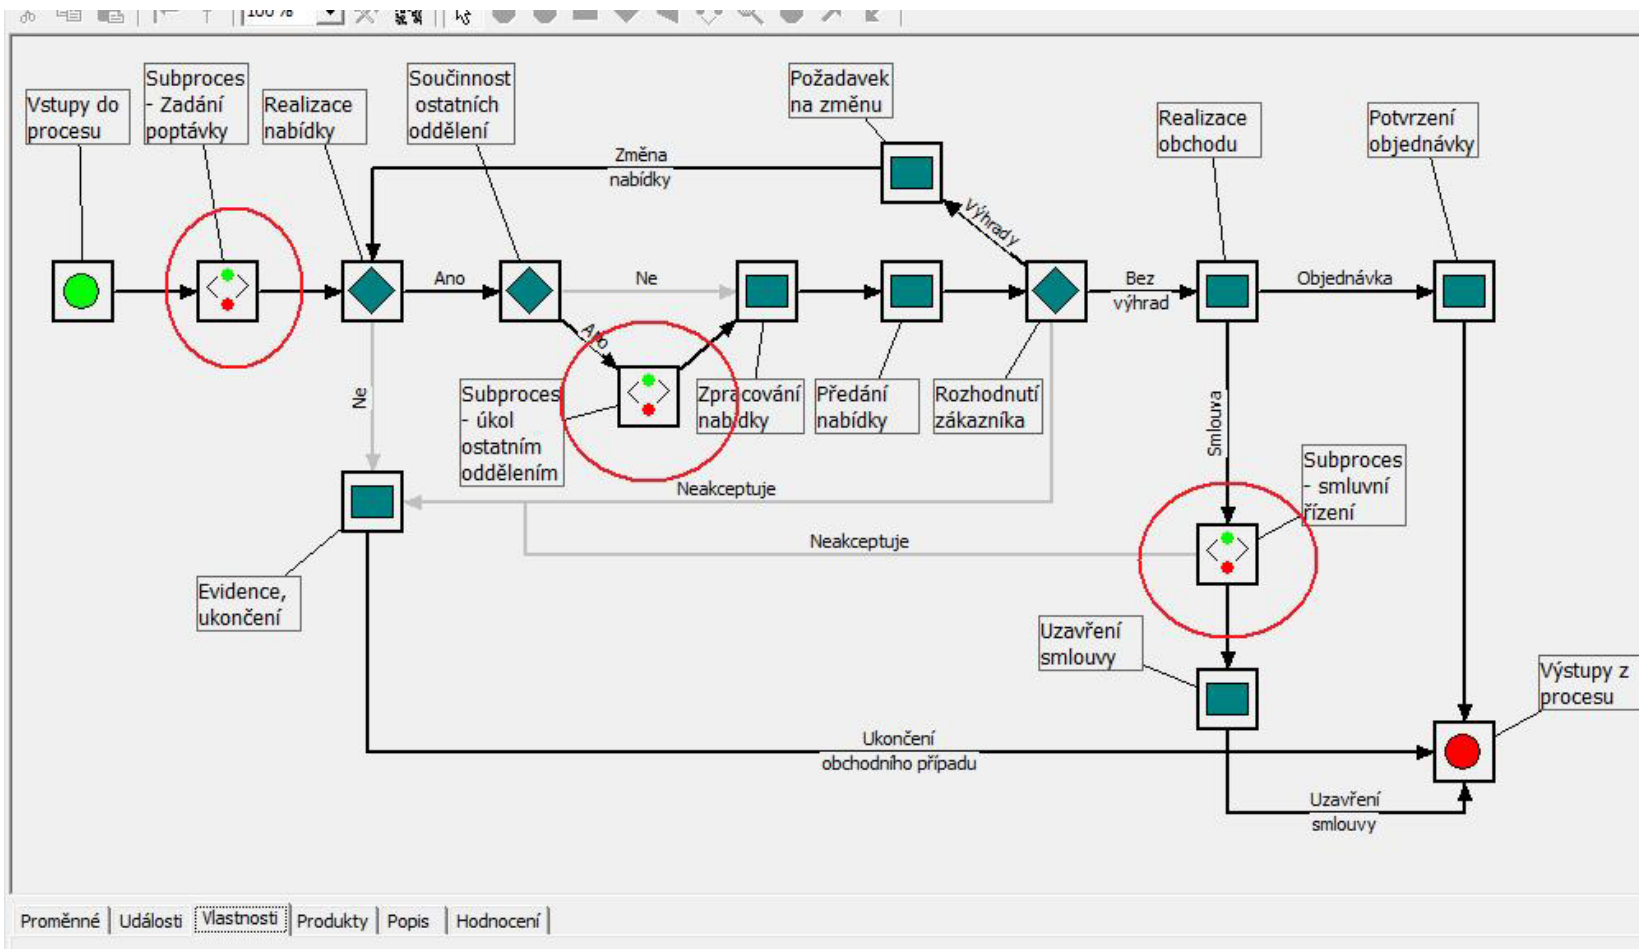 100 %
Vstupy do
procesu
Subproces
- Zadání
poptávky
Realizace
nabídky
Součinnost
ostatních
oddělení
Požadavek
na změnu
Realizace
obchodu
Potvrzení
objednávky
Změna
nabídky
Výhrady
Ano
Ne
Bez
výhrad
Objednávka
Ano
Ne
Subproces
- úkol
ostatním
oddělením
Zpracování
nabídky
Předání
nabídky
Rozhodnutí
zákazníka
Smlouva
Neakceptuje
Subproces
- smluvní
řízení
Neakceptuje
Evidence,
ukončení
Uzavření
smlouvy
Výstupy z
procesu
Ukončení
obchodního případu
Uzavření
smlouvy
Proměnné
Události
Vlastnosti
Produkty
Popis
Hodnocení